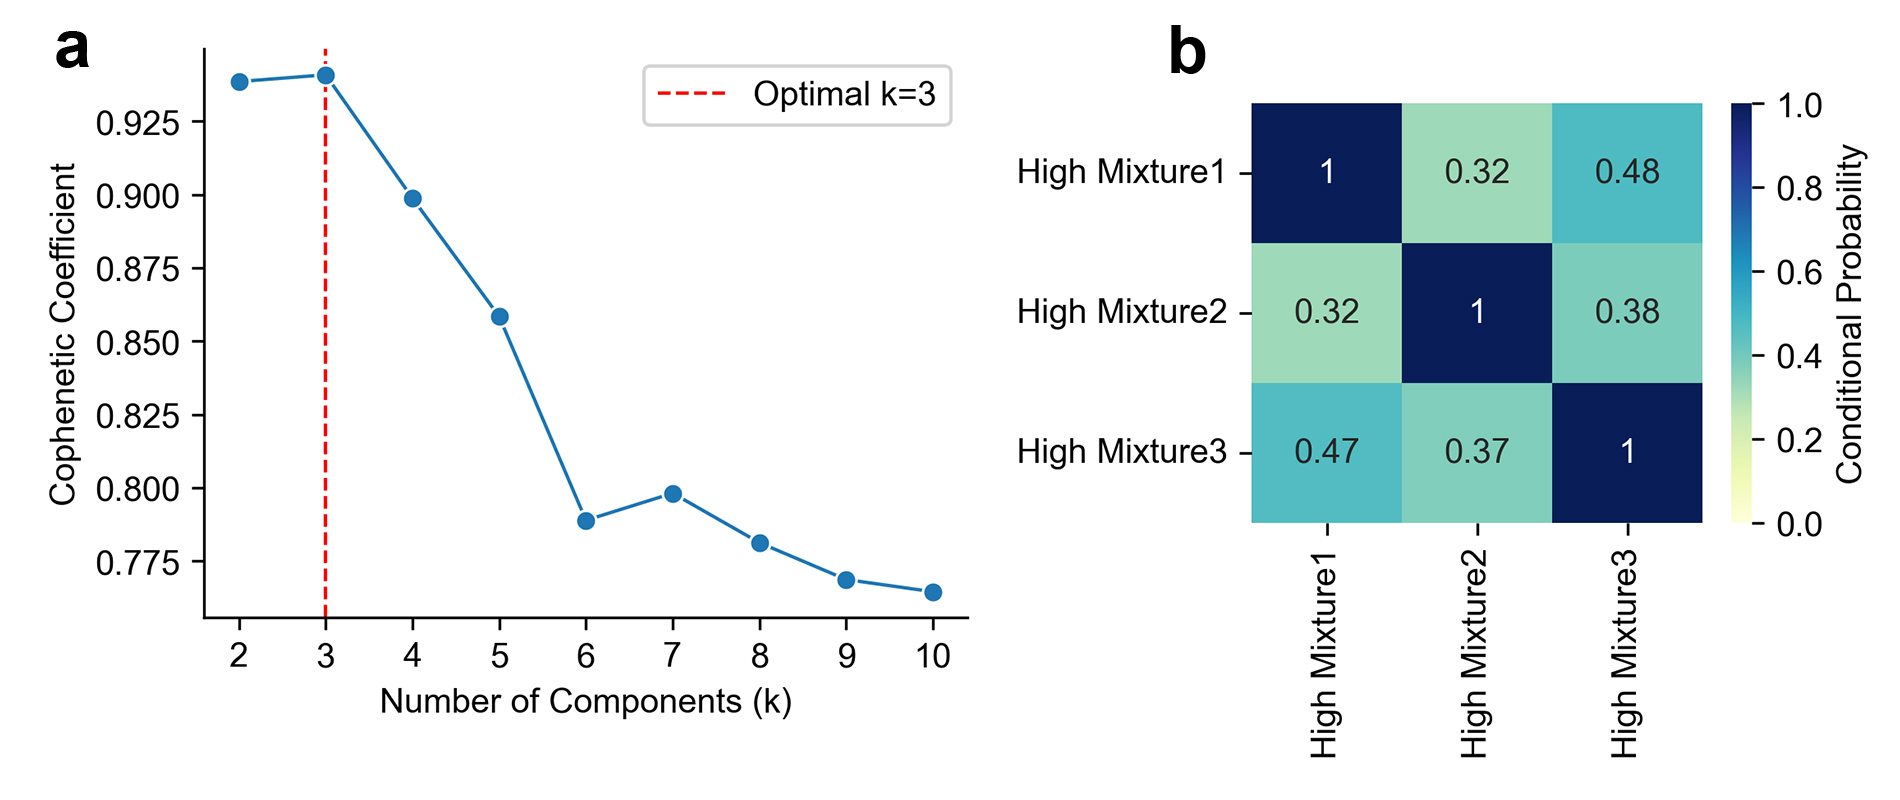 a
Cophenetic Coefficient
0.925
0.900
0.875
0.850
0.825
0.800
0.775
Optimal k=3
2 3 4 5 6 7 8 9 10
Number of Components (k)
b
High Mixture1 1 0.32 0.48
High Mixture2 0.32 1 0.38
High Mixture3 0.47 0.37 1
High Mixture1
High Mixture2
High Mixture3
1.0
0.8
0.6
0.4
0.2
0.0
Conditional Probability